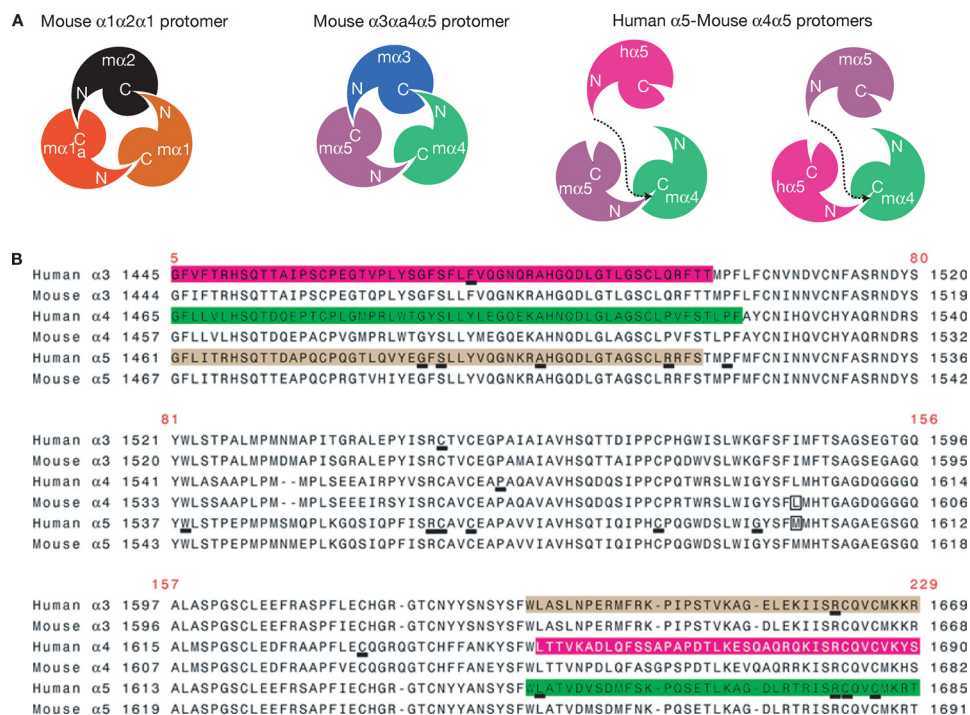 A Mouse α1α2α1 protomer Mouse α3αa4α5 protomer Human α5-Mouse α4α5 protomers
mα2 mα3 hα5 mα5
N C N C N C N C
C a mα1 C mα1 mα5 C C mα4 mα5 C C mα4 hα5 C C mα4
N N N N N N N N
B
5 80
Human α3 1445 GFVFTRHSQTTAIPSCPEGTVPLYSGFSFLFVQGNQRAHGQDLGTLGSCLQRFTTMPFLFCNVNDVCNFASRNDYS 1520
Mouse α3 1444 GFIFTRHSQTTAIPSCPEGTQPLYSGFSLLFVQGNKRAHGQDLGTLGSCLQRFTTMPFLFCNINNVCNFASRNDYS 1519
Human α4 1465 GFLLVLHSQTDQEPTCPLGMPRLWTGYSLLYLEGQEKAHNQDLGLAGSCLPVFSTLPFAYCNIHQVCHYAQRNDRS 1540
Mouse α4 1457 GFLLVLHSQTDQEPACPVGMPRLWTGYSLLYMEGQEKAHNQDLGLAGSCLPVFSTLPFAYCNIHQVCHYAQRNDRS 1532
Human α5 1461 GFLITRHSQTTDAPQCPQGTLQVYEGFSLLYVQGNKRAHGQDLGTAGSCLRRFSTMPFMFCNINNVCNFASRNDYS 1536
Mouse α5 1467 GFLITRHSQTTEAPQCPRGTVHIYEGFSLLYVQGNKRAHGQDLGTAGSCLRRFSTMPFMFCNINNVCNFASRNDYS 1542
81 156
Human α3 1521 YWLSTPALMPMNMAPITGRALEPYISRCTVCEGPAIAIAVHSQTTDIPPCPHGWISLWKGFSFIMFTSAGSEGTGQ 1596
Mouse α3 1520 YWLSTPALMPMDMAPISGRALEPYISRCTVCEGPAMAIAVHSQTTAIPPCPQDWVSLWKGFSFIMFTSAGSEGAGQ 1595
Human α4 1541 YWLASAAPLPM--MPLSEEAIRPYVSRCAVCEAPAQAVAVHSQDQSIPPCPQTWRSLWIGYSFLMHTGAGDQGGGQ 1614
Mouse α4 1533 YWLSSAAPLPM--MPLSEEEIRSYISRCAVCEAPAQAVAVHSQDQSIPPCPRTWRSLWIGYSFLMHTGAGDQGGGQ 1606
Human α5 1537 YWLSTPEPMPMSMQPLKGQSIQPFISRCAVCEAPAVVIAVHSQTIQIPHCPQGWDSLWIGYSFMMHTSAGAEGSGQ 1612
Mouse α5 1543 YWLSTPEPMPMNMEPLKGQSIQPFISRCAVCEAPAVVIAVHSQTIQIPHCPQGWDSLWIGYSFMMHTSAGAEGSGQ 1618
157 229
Human α3 1597 ALASPGSCLEEFRASPFLECHGR-GTCNYYSNSYSFWLASLNPERMFRK-PIPSTVKAG-ELEKIISRCQVCMKKR 1669
Mouse α3 1596 ALASPGSCLEEFRASPFIECHGR-GTCNYYSNSYSFWLASLNPERMFRK-PIPSTVKAG-DLEKIISRCQVCMKKR 1668
Human α4 1615 ALMSPGSCLEDFRAAPFLECQGRQGTCHFFANKYSFWLTTVKADLQFSSAPAPDTLKESQAQRQKISRCQVCVKYS 1690
Mouse α4 1607 ALMSPGSCLEDFRAAPFVECQGRQGTCHFFANEYSFWLTTVNPDLQFASGPSPDTLKEVQAQRRKISRCQVCMKHS 1682
Human α5 1613 ALASPGSCLEEFRSAPFIECHGR-GTCNYYANSYSFWLATVDVSDMFSK-PQSETLKAG-DLRTRISRCQVCMKRT 1685
Mouse α5 1619 ALASPGSCLEEFRSAPFIECHGR-GTCNYYANSYSFWLATVDMSDMFNK-PQSETLKAG-DLRTRISRCQVCMKRT 1691